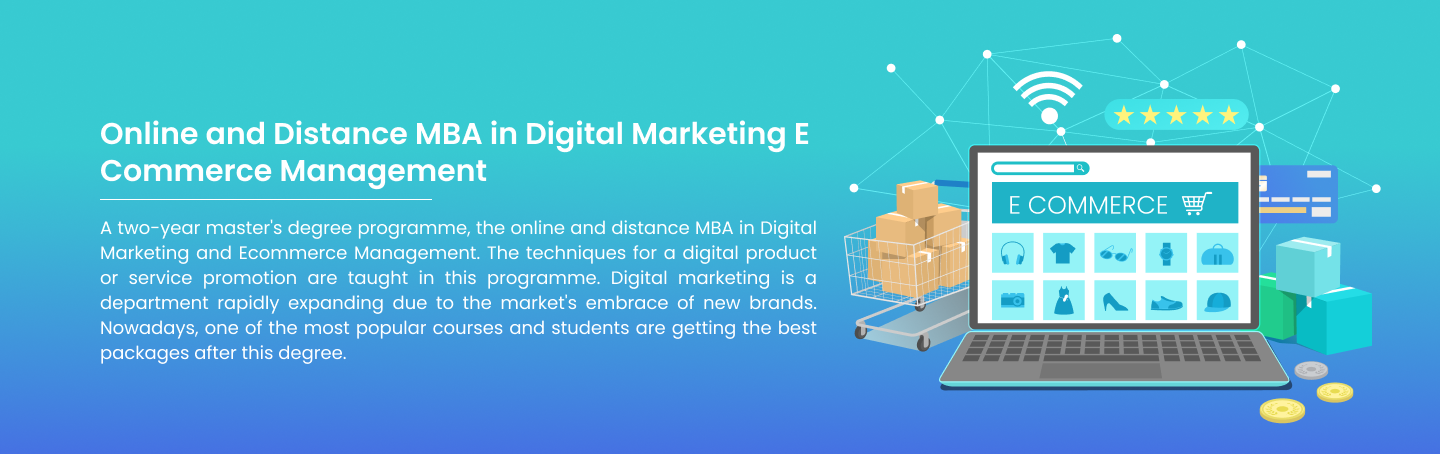 Online and Distance MBA in Digital Marketing E
Commerce Management
A two-year master's degree programme, the online and distance MBA in Digital
Marketing and Ecommerce Management. The techniques for a digital product
or service promotion are taught in this programme. Digital marketing is a
department rapidly expanding due to the market's embrace of new brands.
Nowadays, one of the most popular courses and students are getting the best
packages after this degree.
E COMMERCE